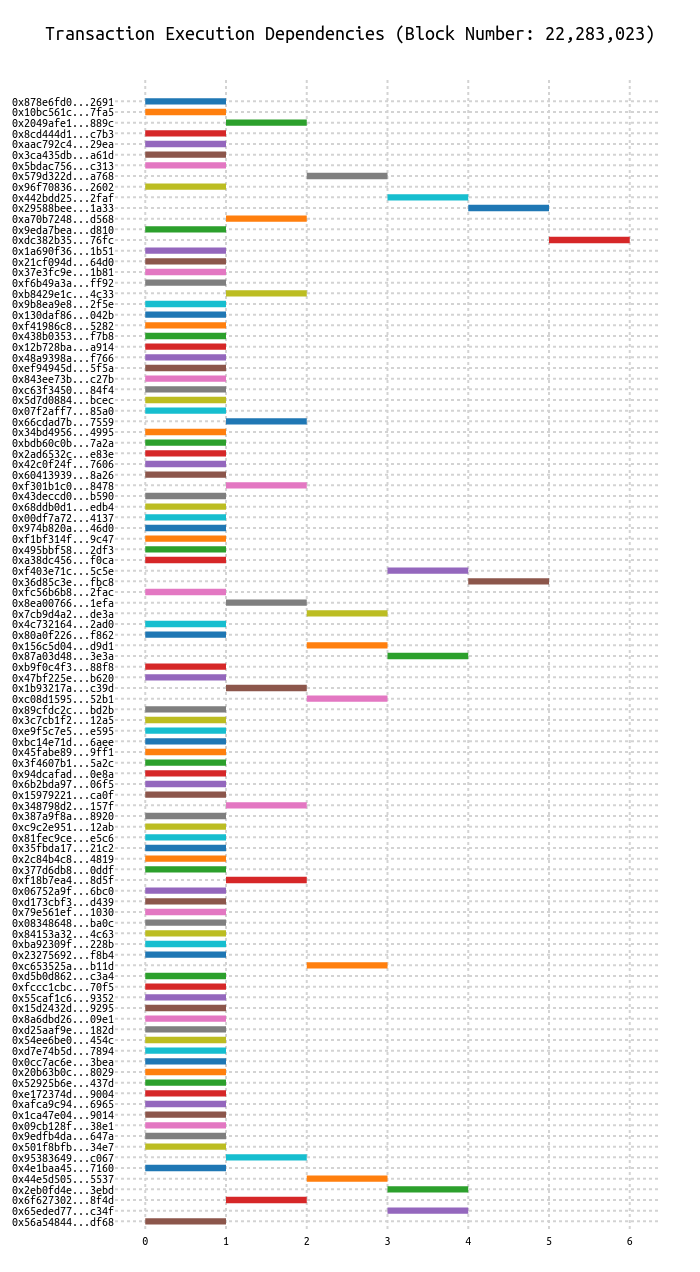 Transaction Execution Dependencies (Block Number: 22,283,023)
0x878e6fd0...2691
0x10bc561c...7fa5
0x2049afe1...889c
0x8cd444d1...c7b3
0xaac792c4...29ea
0x3ca435db...a61d
0x5bdac756...c313
0x579d322d...a768
0x96f70836...2602
0x442bdd25...2faf
0x29588bee...1a33
0xa70b7248...d568
0x9eda7bea...d810
0xdc382b35...76fc
0x1a690f36...1b51
0x21cf094d...64d0
0x37e3fc9e...1b81
0xf6b49a3a...ff92
0xb8429e1c...4c33
0x9b8ea9e8...2f5e
0x130daf86...042b
0xf41986c8...5282
0x438b0353...f7b8
0x12b728ba...a914
0x48a9398a...f766
0xef94945d...5f5a
0x843ee73b...c27b
0xc63f3450...84f4
0x5d7d0884...bcec
0x07f2aff7...85a0
0x66cdad7b...7559
0x34bd4956...4995
0xbdb60c0b...7a2a
0x2ad6532c...e83e
0x42c0f24f...7606
0x60413939...8a26
0xf301b1c0...8478
0x43deccd0...b590
0x68ddb0d1...edb4
0x00df7a72...4137
0x974b820a...46d0
0xf1bf314f...9c47
0x495bbf58...2df3
0xa38dc456...f0ca
0xf403e71c...5c5e
0x36d85c3e...fbc8
0xfc56b6b8...2fac
0x8ea00766...1efa
0x7cb9d4a2...de3a
0x4c732164...2ad0
0x80a0f226...f862
0x156c5d04...d9d1
0x87a03d48...3e3a
0xb9f0c4f3...88f8
0x47bf225e...b620
0x1b93217a...c39d
0xc08d1595...52b1
0x89cfdc2c...bd2b
0x3c7cb1f2...12a5
0xe9f5c7e5...e595
0xbc14e71d...6aee
0x45fabe89...9ff1
0x3f4607b1...5a2c
0x94dcafad...0e8a
0x6b2bda97...06f5
0x15979221...ca0f
0x348798d2...157f
0x387a9f8a...8920
0xc9c2e951...12ab
0x81fec9ce...e5c6
0x35fbda17...21c2
0x2c84b4c8...4819
0x377d6db8...0ddf
0xf18b7ea4...8d5f
0x06752a9f...6bc0
0xd173cbf3...d439
0x79e561ef...1030
0x08348648...ba0c
0x84153a32...4c63
0xba92309f...228b
0x23275692...f8b4
0xc653525a...b11d
0xd5b0d862...c3a4
0xfccc1cbc...70f5
0x55caf1c6...9352
0x15d2432d...9295
0x8a6dbd26...09e1
0xd25aaf9e...182d
0x54ee6be0...454c
0xd7e74b5d...7894
0x0cc7ac6e...3bea
0x20b63b0c...8029
0x52925b6e...437d
0xe172374d...9004
0xafca9c94...6965
0x1ca47e04...9014
0x09cb128f...38e1
0x9edfb4da...647a
0x501f8bfb...34e7
0x95383649...c067
0x4e1baa45...7160
0x44e5d505...5537
0x2eb0fd4e...3ebd
0x6f627302...8f4d
0x65eded77...c34f
0x56a54844...df68
0 1 2 3 4 5 6